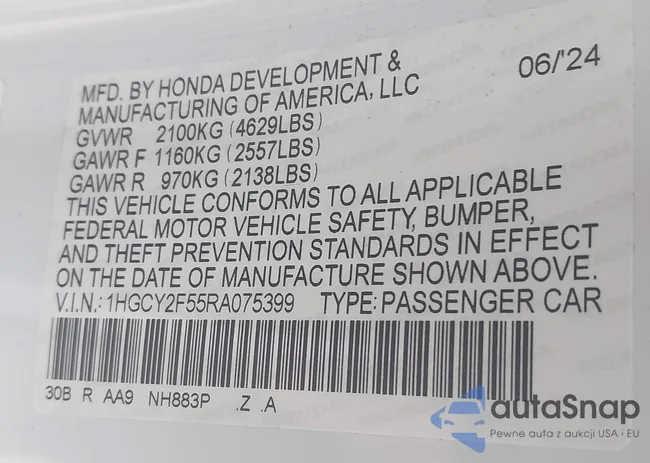 MFD. BY HONDA DEVELOPMENT & 06/'24
MANUFACTURING OF AMERICA, LLC
GVWR 2100KG (4629LBS)
GAWR F 1160KG (2557LBS)
GAWR R 970KG (2138LBS)
THIS VEHICLE CONFORMS TO ALL APPLICABLE
FEDERAL MOTOR VEHICLE SAFETY, BUMPER,
AND THEFT PREVENTION STANDARDS IN EFFECT
ON THE DATE OF MANUFACTURE SHOWN ABOVE.
V.I.N.: 1HGCY2F55RA075399 TYPE: PASSENGER CAR
30B R AA9 NH883P .Z .A
autaSnap
Pewne auta z aukcji USA i EU